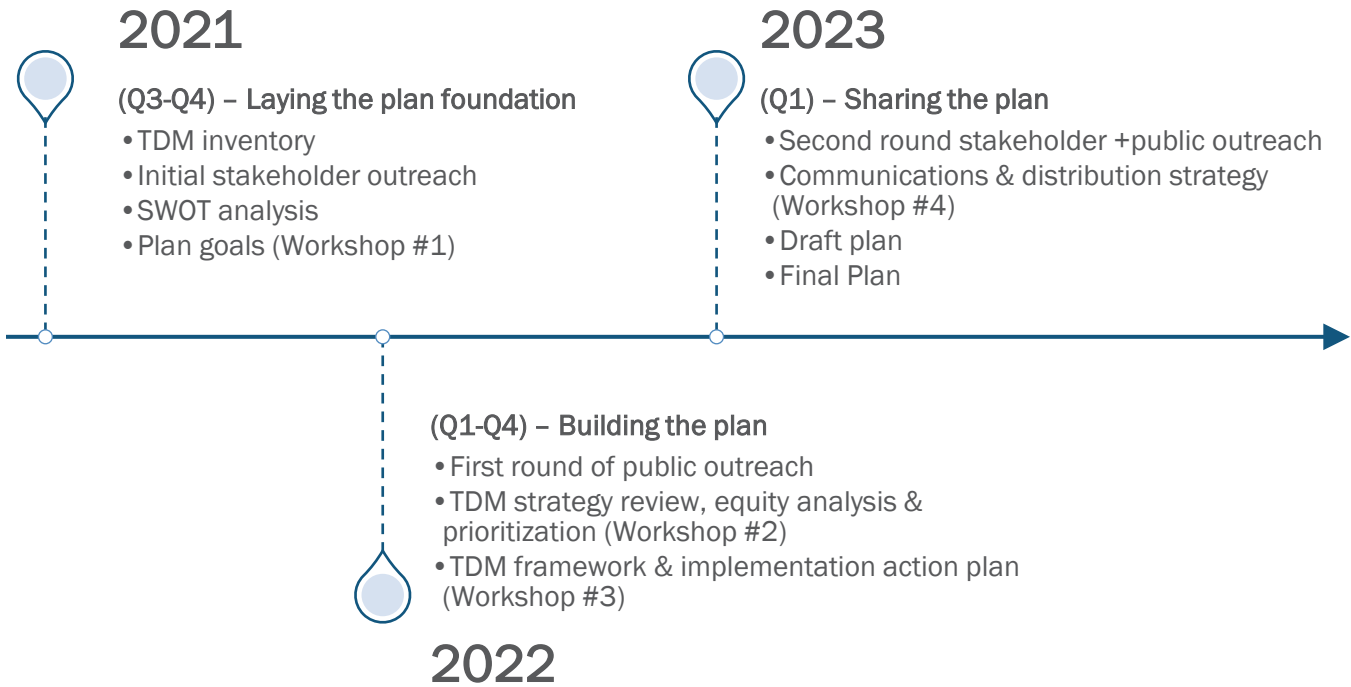 2021
(Q3-Q4) – Laying the plan foundation
•TDM inventory
•Initial stakeholder outreach
•SWOT analysis
•Plan goals (Workshop #1)
2023
(Q1) – Sharing the plan
•Second round stakeholder +public outreach
•Communications & distribution strategy
(Workshop #4)
•Draft plan
•Final Plan
(Q1-Q4) – Building the plan
•First round of public outreach
•TDM strategy review, equity analysis &
prioritization (Workshop #2)
•TDM framework & implementation action plan
(Workshop #3)
2022